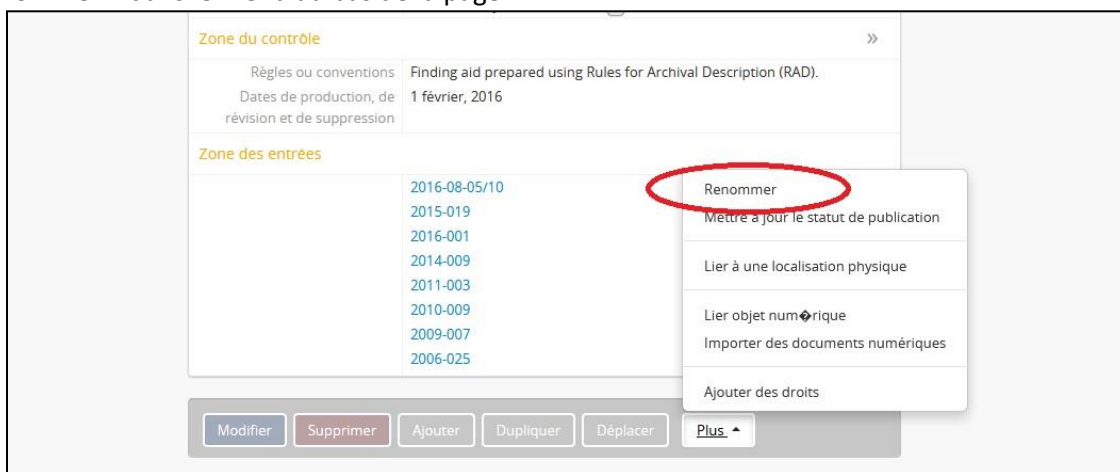 Zone du contrôle »
Règles ou conventions Finding aid prepared using Rules for Archival Description (RAD).
Dates de production, de 1 février, 2016
révision et de suppression
Zone des entrées
2016-08-05/10
2015-019
2016-001
2014-009
2011-003
2010-009
2009-007
2006-025
Renommer
Mettre à jour le statut de publication
Lier à une localisation physique
Lier objet num�rique
Importer des documents numériques
Ajouter des droits
Modifier Supprimer Ajouter Dupliquer Déplacer Plus